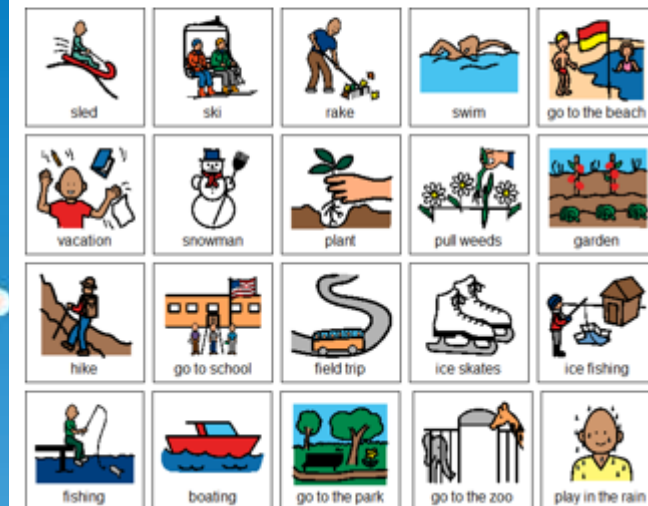 sled
ski
rake
swim
go to the beach
vacation
snowman
plant
pull weeds
garden
hike
go to school
field trip
ice skates
ice fishing
fishing
boating
go to the park
go to the zoo
play in the rain